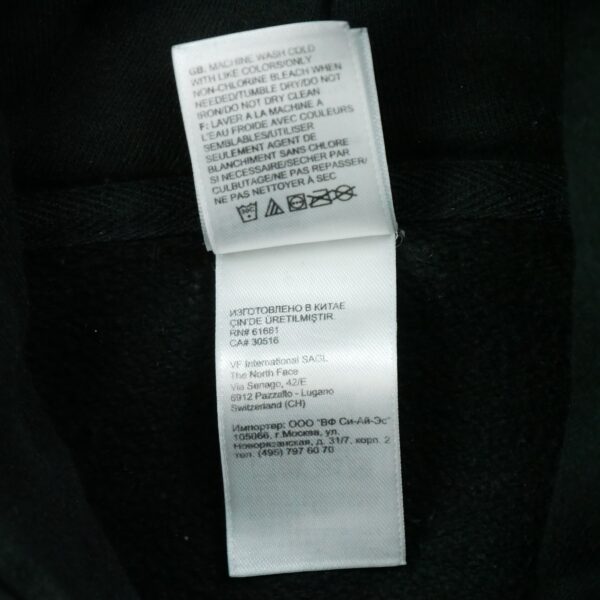 GB: MACHINE WASH COLD
WITH LIKE COLORS/ONLY
NON-CHLORINE BLEACH WHEN
NEEDED/TUMBLE DRY/DO NOT
IRON/DO NOT DRY CLEAN
F: LAVER A LA MACHINE A
L'EAU FROIDE AVEC COULEURS
SEMBLABLES/UTILISER
SEULEMENT AGENT DE
BLANCHIMENT SANS CHLORE
SI NECESSAIRE/SECHER PAR
CULBUTAGE/NE PAS REPASSER/
NE PAS NETTOYER À SEC
ИЗГОТОВЛЕНО В КИТАЕ
ÇİN'DE ÜRETİLMİŞTİR
RN# 61661
CA# 30516
VF International SAGL
The North Face
Via Senago, 42/E
6912 Pazzallo - Lugano
Switzerland (CH)
Импортер: ООО "ВФ Си-Ай-Эс"
105066, г.Москва, ул.
Новорязанская, д. 31/7, корп. 2
тел. (495) 797 60 70